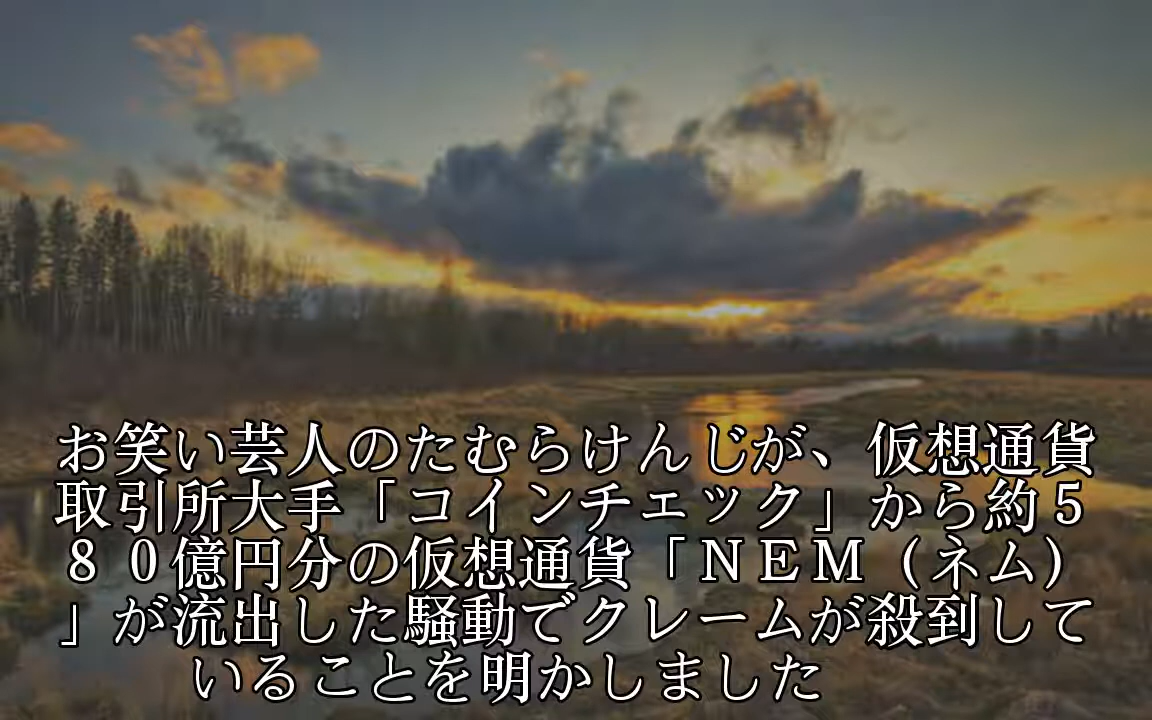 お笑い芸人のたむらけんじが、仮想通貨
取引所大手「コインチェック」から約５
８０億円分の仮想通貨「ＮＥＭ（ネム）
」が流出した騒動でクレームが殺到して
いることを明かしました